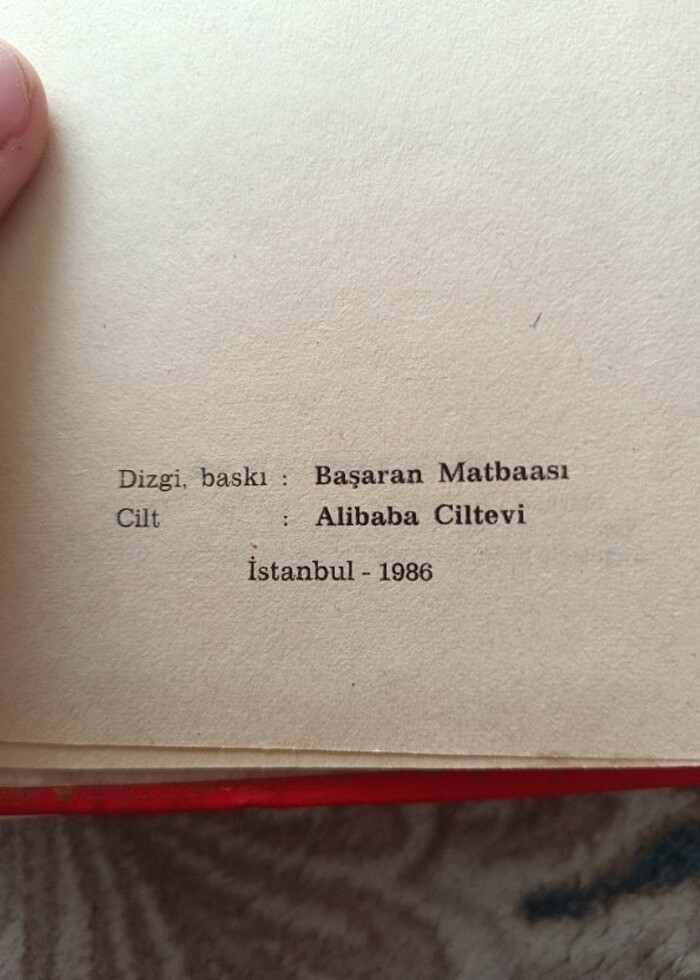 Dizgi, baskı : Başaran Matbaası
Cilt : Alibaba Ciltevi
İstanbul - 1986